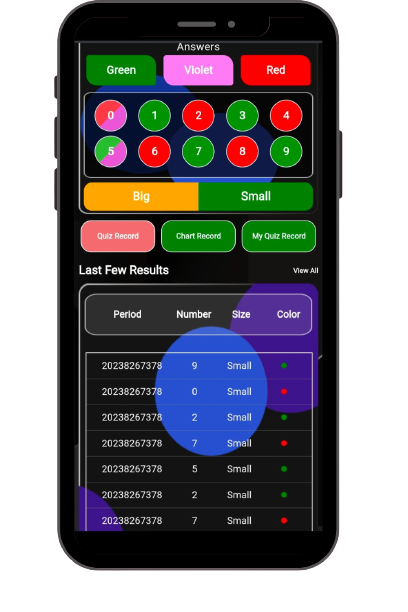 Answers
Green Violet Red
0 1 2 3 4
5 6 7 8 9
Big Small
Quiz Record Chart Record My Quiz Record
Last Few Results View All
Period Number Size Color
20238267378 9 Small
20238267378 0 Small
20238267378 2 Small
20238267378 7 Small
20238267378 5 Small
20238267378 2 Small
20238267378 7 Small